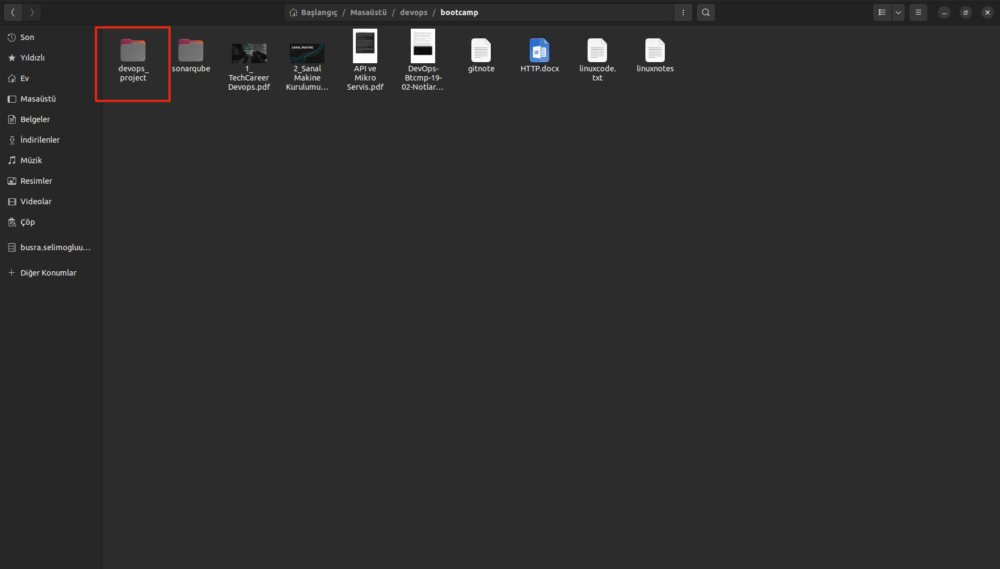 Başlangıç / Masaüstü / devops / bootcamp
Son
Yıldızlı
Ev
Masaüstü
Belgeler
İndirilenler
Müzik
Resimler
Videolar
Çöp
busra.selimogluu...
Diğer Konumlar
devops_
project
sonarqube
1_
TechCareer
Devops.pdf
SANAL MAKİNE
2_Sanal
Makine
Kurulumu...
API ve
Mikro
Servis.pdf
DevOps-
Btcmp-19-
02-Notlar...
gitnote
W
HTTP.docx
linuxcode.
txt
linuxnotes